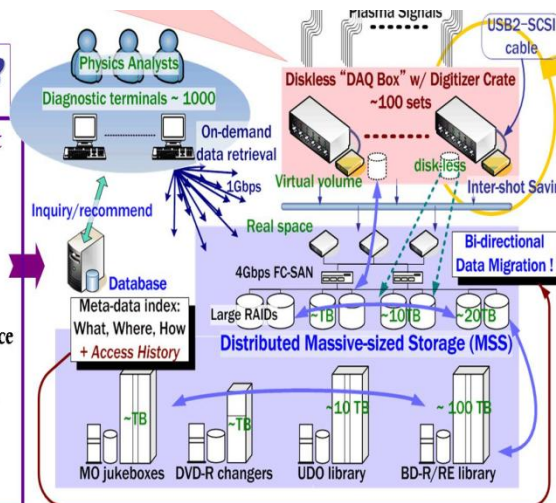 Plasma Signals
USB2-SCSI
cable
Physics Analysts
Diagnostic terminals ~ 1000
Diskless "DAQ Box" w/ Digitizer Crate
~100 sets
On-demand
data retrieval
1Gbps
Virtual volume
disk-less
Inter-shot Savin
Inquiry/recommend
Real space
Bi-directional
Data Migration !
4Gbps FC-SAN
Database
Meta-data index:
What, Where, How
+ Access History
Large RAIDs
~TB
~10TB
~20TB
Distributed Massive-sized Storage (MSS)
ce
~TB
~TB
~10 TB
~ 100 TB
MO jukeboxes
DVD-R changers
UDO library
BD-R/RE library